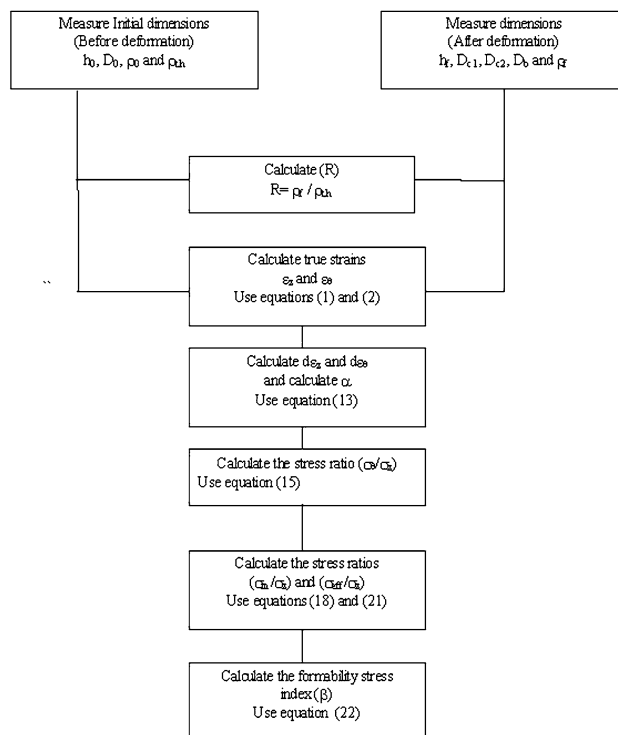 Measure Initial dimensions
(Before deformation)
h₀, D₀, ρ₀ and ρth
Measure dimensions
(After deformation)
hf, Dc1, Dc2, Db and ρf
Calculate (R)
R= ρf / ρth
Calculate true strains
εz and εθ
Use equations (1) and (2)
``
Calculate dεz and dεθ
and calculate α
Use equation (13)
Calculate the stress ratio (σθ/σz)
Use equation (15)
Calculate the stress ratios
(σm/σz) and (σeff/σz)
Use equations (18) and (21)
Calculate the formability stress
index (β)
Use equation (22)